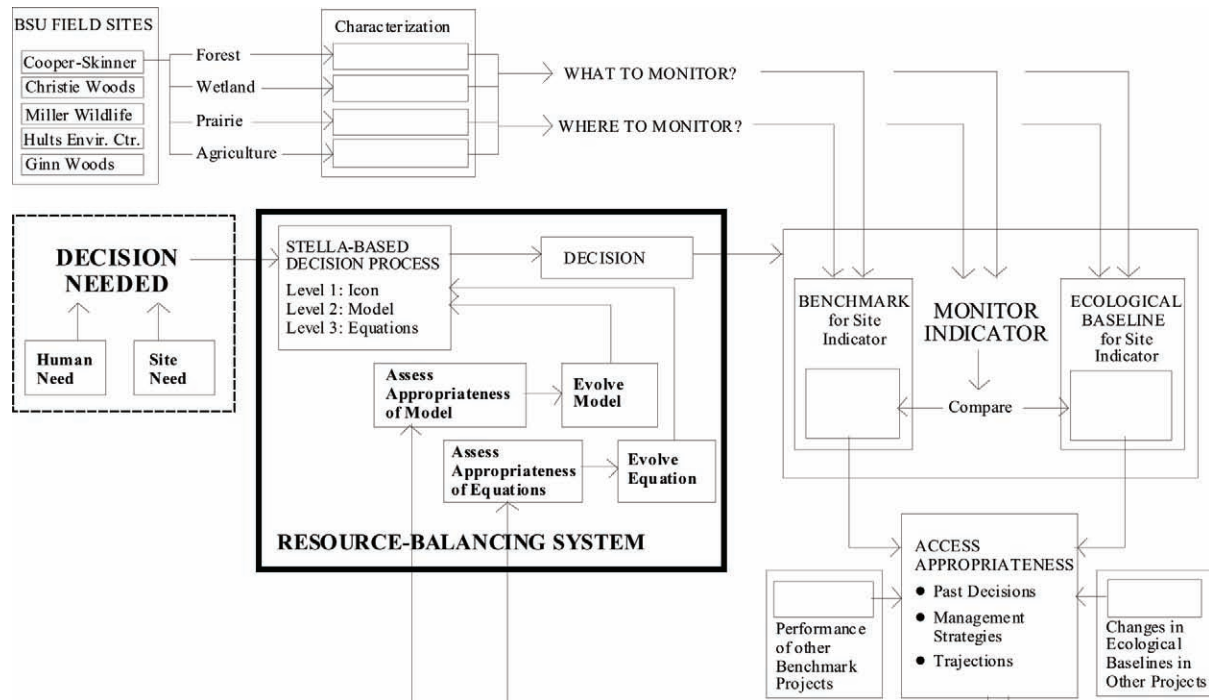 BSU FIELD SITES
Cooper-Skinner
Christie Woods
Miller Wildlife
Hults Envir. Ctr.
Ginn Woods
Forest
Wetland
Prairie
Agriculture
Characterization
WHAT TO MONITOR?
WHERE TO MONITOR?
DECISION
NEEDED
Human
Need
Site
Need
STELLA-BASED
DECISION PROCESS
Level 1: Icon
Level 2: Model
Level 3: Equations
DECISION
Assess
Appropriateness
of Model
Evolve
Model
Assess
Appropriateness
of Equations
Evolve
Equation
RESOURCE-BALANCING SYSTEM
BENCHMARK
for Site
Indicator
MONITOR
INDICATOR
Compare
ECOLOGICAL
BASELINE
for Site
Indicator
ACCESS
APPROPRIATENESS
● Past Decisions
● Management
Strategies
● Trajections
Performance
of other
Benchmark
Projects
Changes in
Ecological
Baselines in
Other Projects